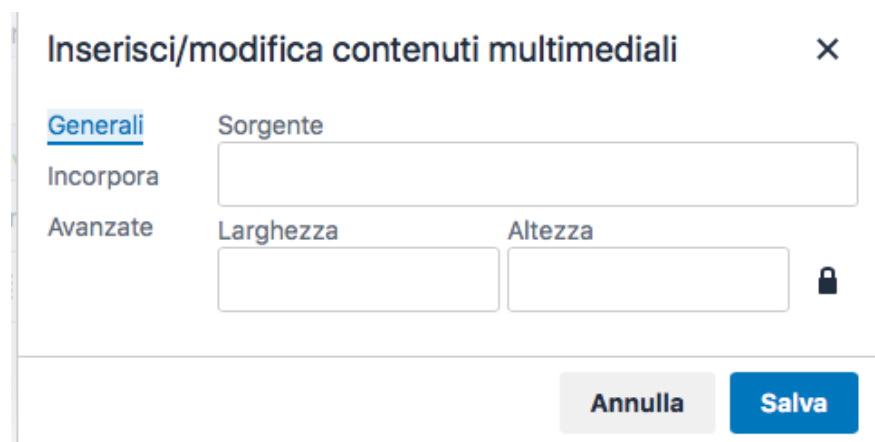 Inserisci/modifica contenuti multimediali
Generali
Sorgente
Incorpora
Avanzate
Larghezza Altezza
Annulla Salva